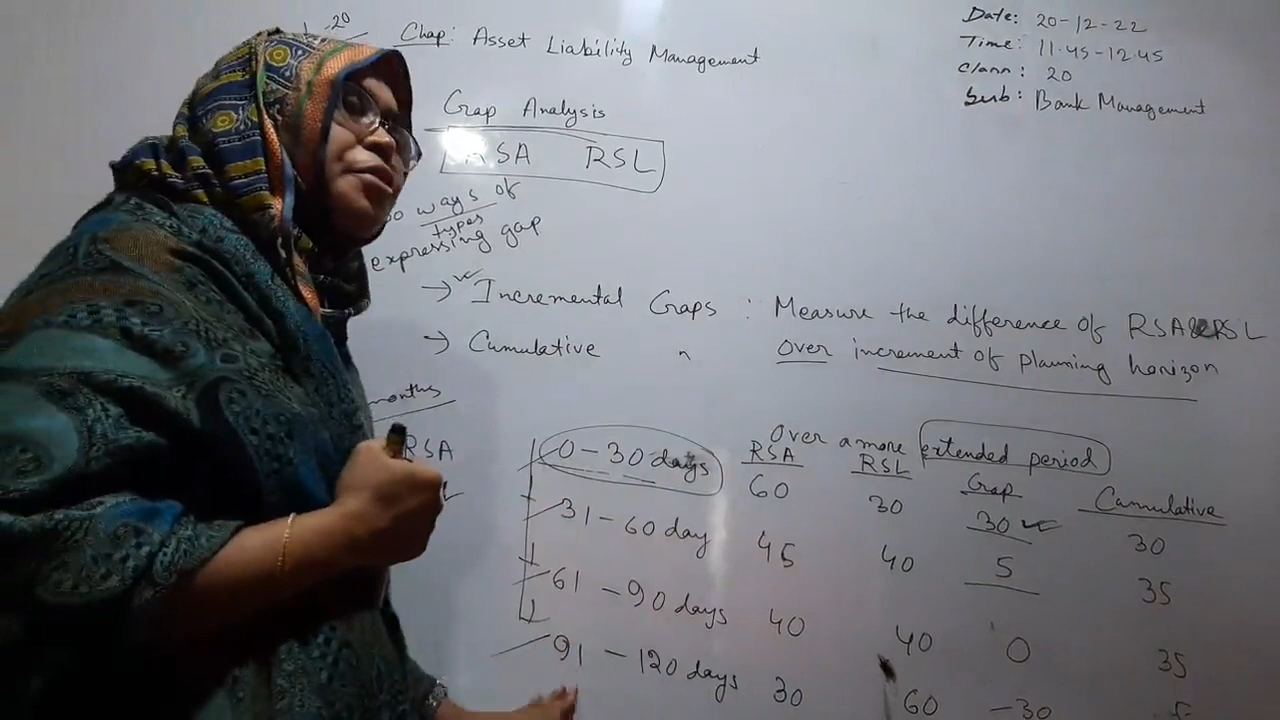 20
Chap: Asset Liability Management
Date: 20-12-22
Time: 11.45-12.45
Class: 20
Sub: Bank Management
Gap Analysis
RSA RSL
ways of
types
expressing gap
→ Incremental Gaps : Measure the difference of RSA & RSL
→ Cumulative " over increment of planning horizon
months
Over a more extended period
RSA
RSA RSL Gap Cumulative
0-30 days 60 30 30 30
31-60 day 45 40 5 35
61-90 days 40 40 0 35
91-120 days 30 60 -30